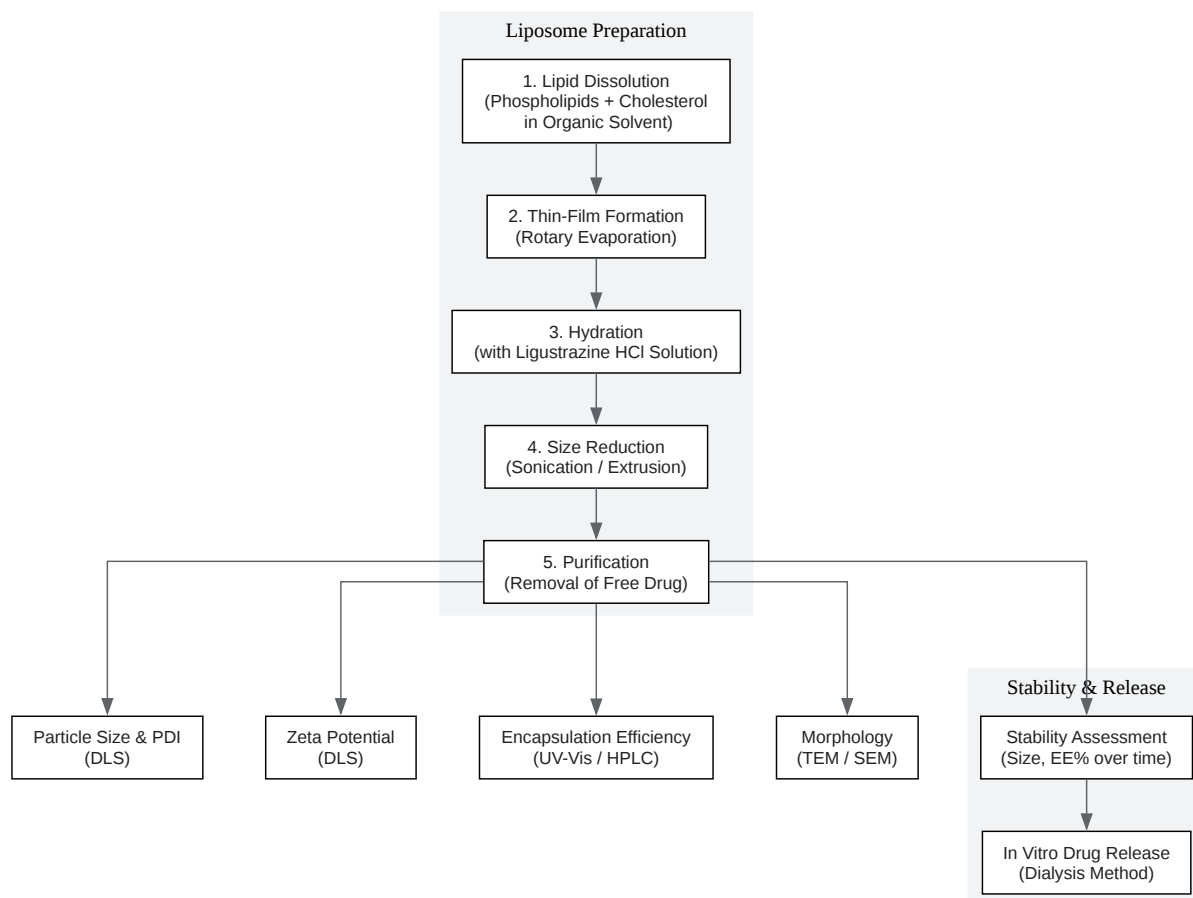 Liposome Preparation
1. Lipid Dissolution
(Phospholipids + Cholesterol
in Organic Solvent)
2. Thin-Film Formation
(Rotary Evaporation)
3. Hydration
(with Ligustrazine HCl Solution)
4. Size Reduction
(Sonication / Extrusion)
5. Purification
(Removal of Free Drug)
Stability & Release
Particle Size & PDI
(DLS)
Zeta Potential
(DLS)
Encapsulation Efficiency
(UV-Vis / HPLC)
Morphology
(TEM / SEM)
Stability Assessment
(Size, EE% over time)
In Vitro Drug Release
(Dialysis Method)